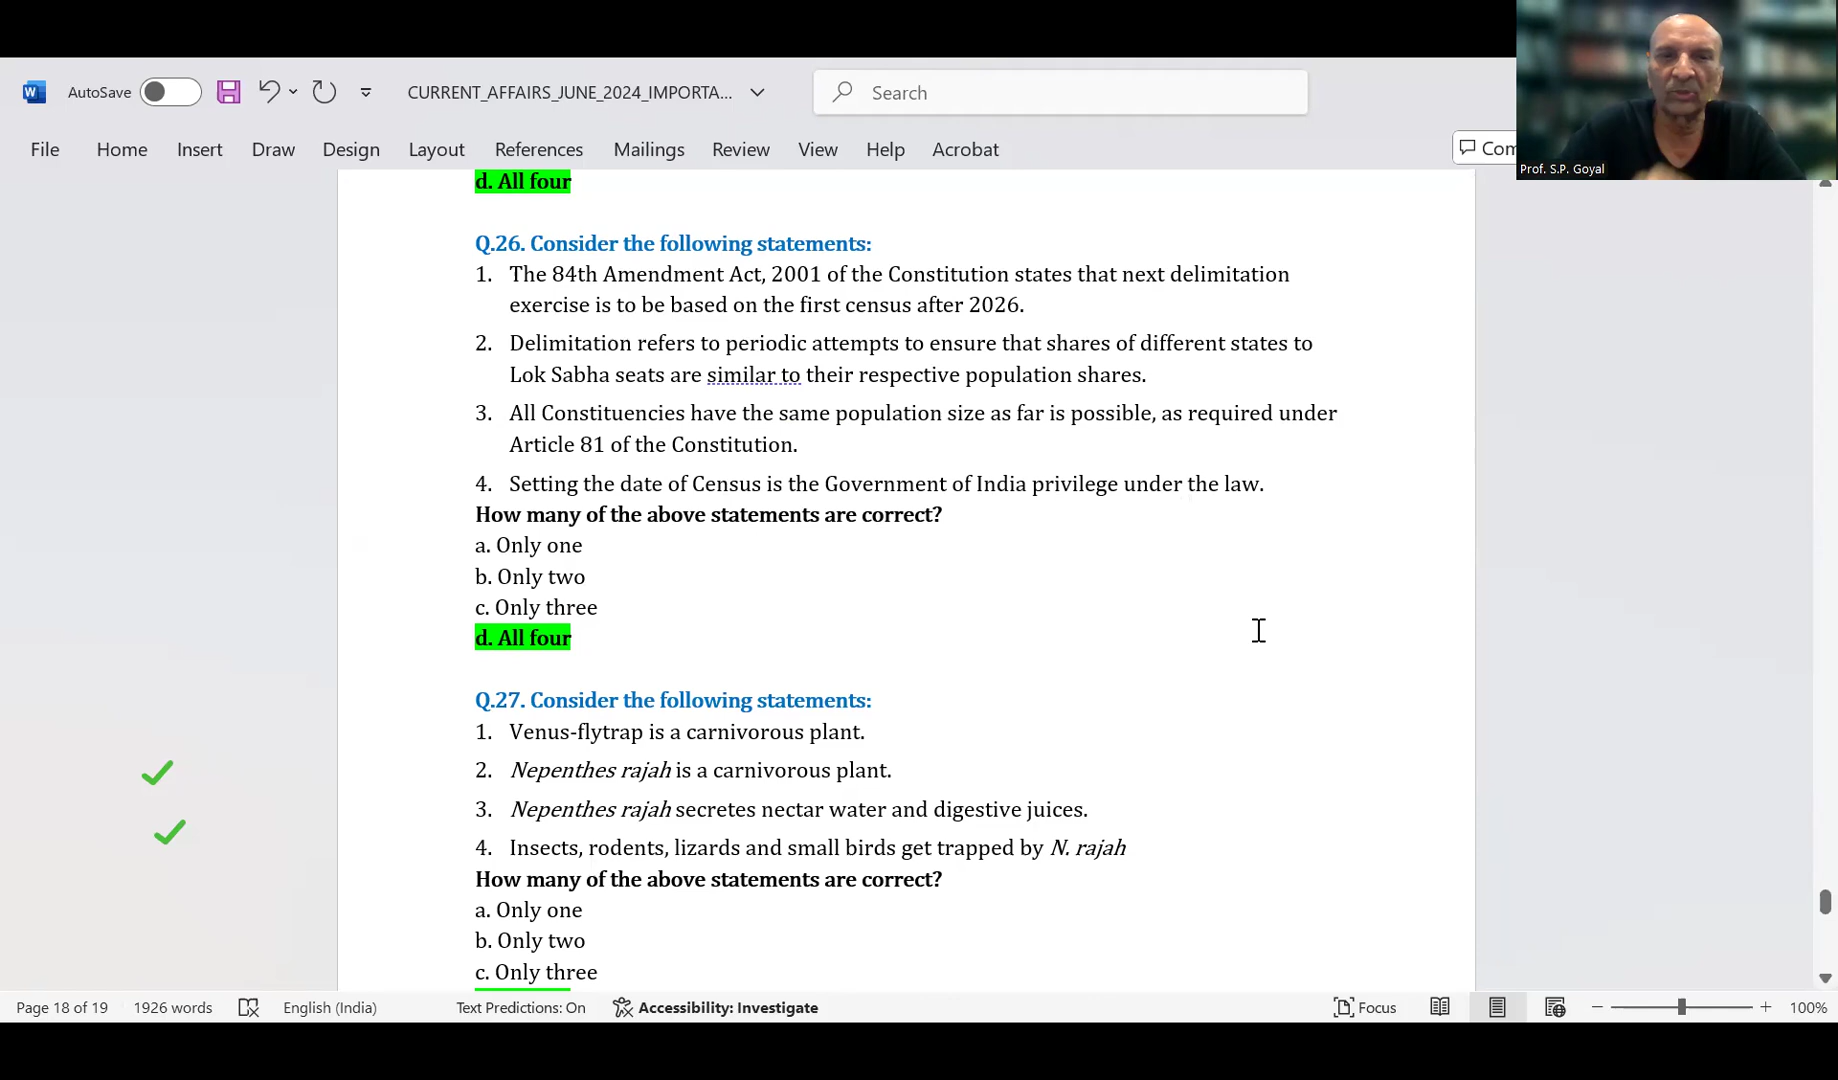 AutoSave
CURRENT_AFFAIRS_JUNE_2024_IMPORTA...
Search
File Home Insert Draw Design Layout References Mailings Review View Help Acrobat
Com
Prof. S.P. Goyal
d. All four
Q.26. Consider the following statements:
1. The 84th Amendment Act, 2001 of the Constitution states that next delimitation
exercise is to be based on the first census after 2026.
2. Delimitation refers to periodic attempts to ensure that shares of different states to
Lok Sabha seats are similar to their respective population shares.
3. All Constituencies have the same population size as far is possible, as required under
Article 81 of the Constitution.
4. Setting the date of Census is the Government of India privilege under the law.
How many of the above statements are correct?
a. Only one
b. Only two
c. Only three
d. All four
Q.27. Consider the following statements:
1. Venus-flytrap is a carnivorous plant.
2. Nepenthes rajah is a carnivorous plant.
3. Nepenthes rajah secretes nectar water and digestive juices.
4. Insects, rodents, lizards and small birds get trapped by N. rajah
How many of the above statements are correct?
a. Only one
b. Only two
c. Only three
Page 18 of 19 1926 words English (India) Text Predictions: On Accessibility: Investigate Focus 100%